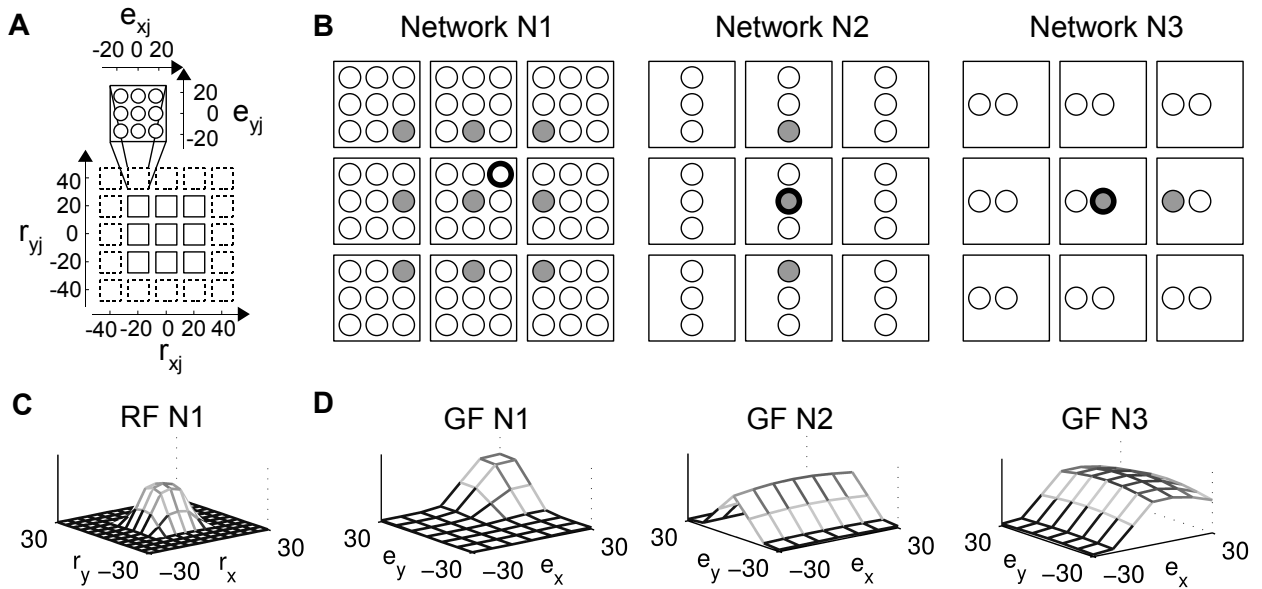 A
e_xj
-20 0 20
20
0
-20
e_yj
40
20
0
-20
-40
r_yj
-40 -20 0 20 40
r_xj
B
Network N1
Network N2
Network N3
C
RF N1
30
r_y
-30
-30
r_x
30
D
GF N1
30
e_y
-30
-30
e_x
30
GF N2
30
e_y
-30
-30
e_x
30
GF N3
30
e_y
-30
-30
e_x
30